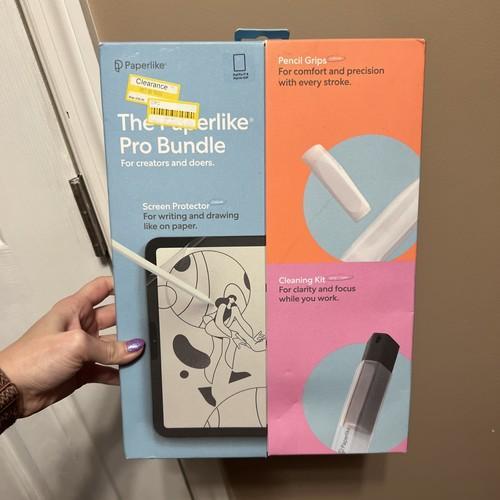 Paperlike®
Clearance
The Paperlike®
Pro Bundle
For creators and doers.
Screen Protector
For writing and drawing
like on paper.
Pencil Grips
For comfort and precision
with every stroke.
Cleaning Kit
For clarity and focus
while you work.
Paperlike